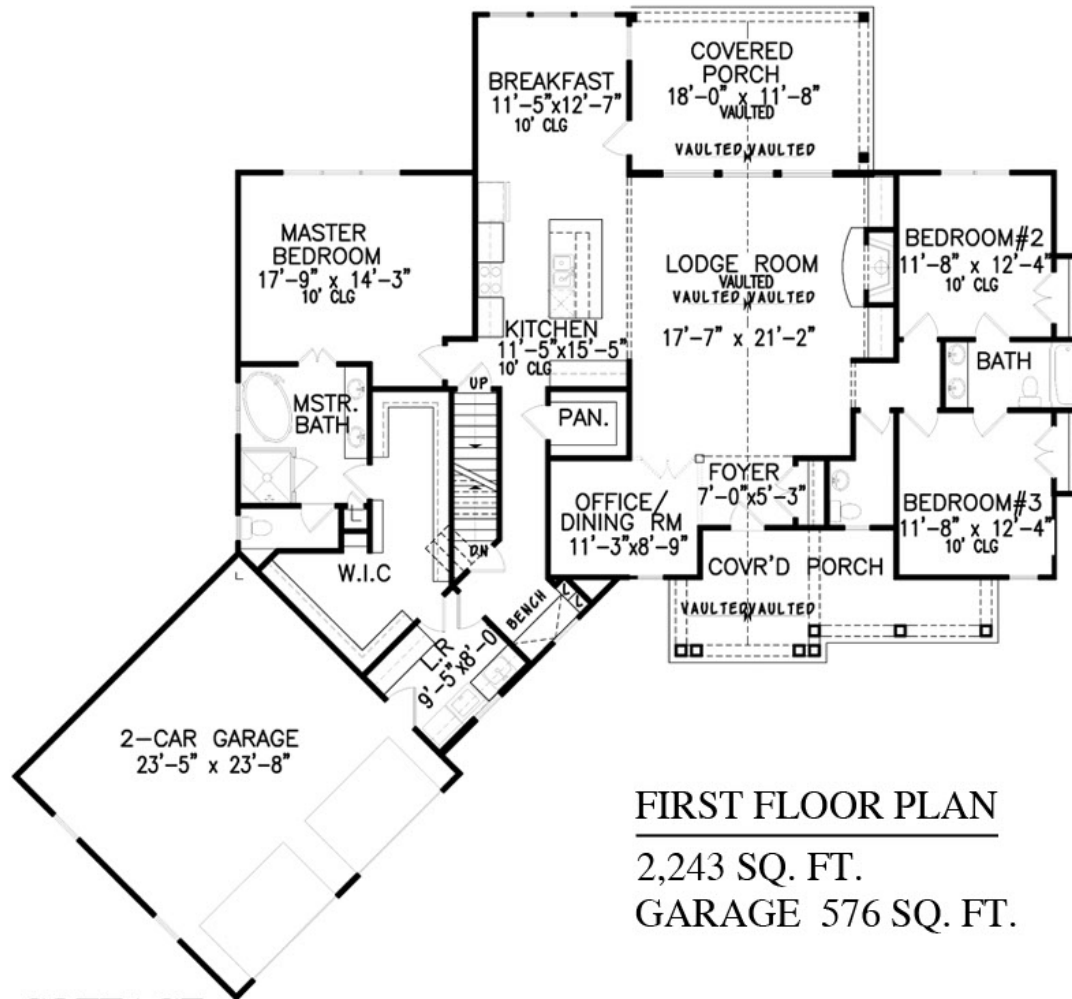 BREAKFAST
11'-5"x12'-7"
10' CLG
COVERED
PORCH
18'-0" x 11'-8"
VAULTED
VAULTED VAULTED
MASTER
BEDROOM
17'-9" x 14'-3"
10' CLG
LODGE ROOM
VAULTED
VAULTED VAULTED
17'-7" x 21'-2"
BEDROOM#2
11'-8" x 12'-4"
10' CLG
KITCHEN
11'-5"x15'-5"
10' CLG
UP
BATH
MSTR.
BATH
PAN.
FOYER
7'-0"x5'-3"
OFFICE/
DINING RM
11'-3"x8'-9"
BEDROOM#3
11'-8" x 12'-4"
10' CLG
L
DN
W.I.C
COVR'D PORCH
VAULTED VAULTED
L
BENCH
L
L
L.R
9'-5"x8'-0
2-CAR GARAGE
23'-5" x 23'-8"
FIRST FLOOR PLAN
2,243 SQ. FT.
GARAGE 576 SQ. FT.